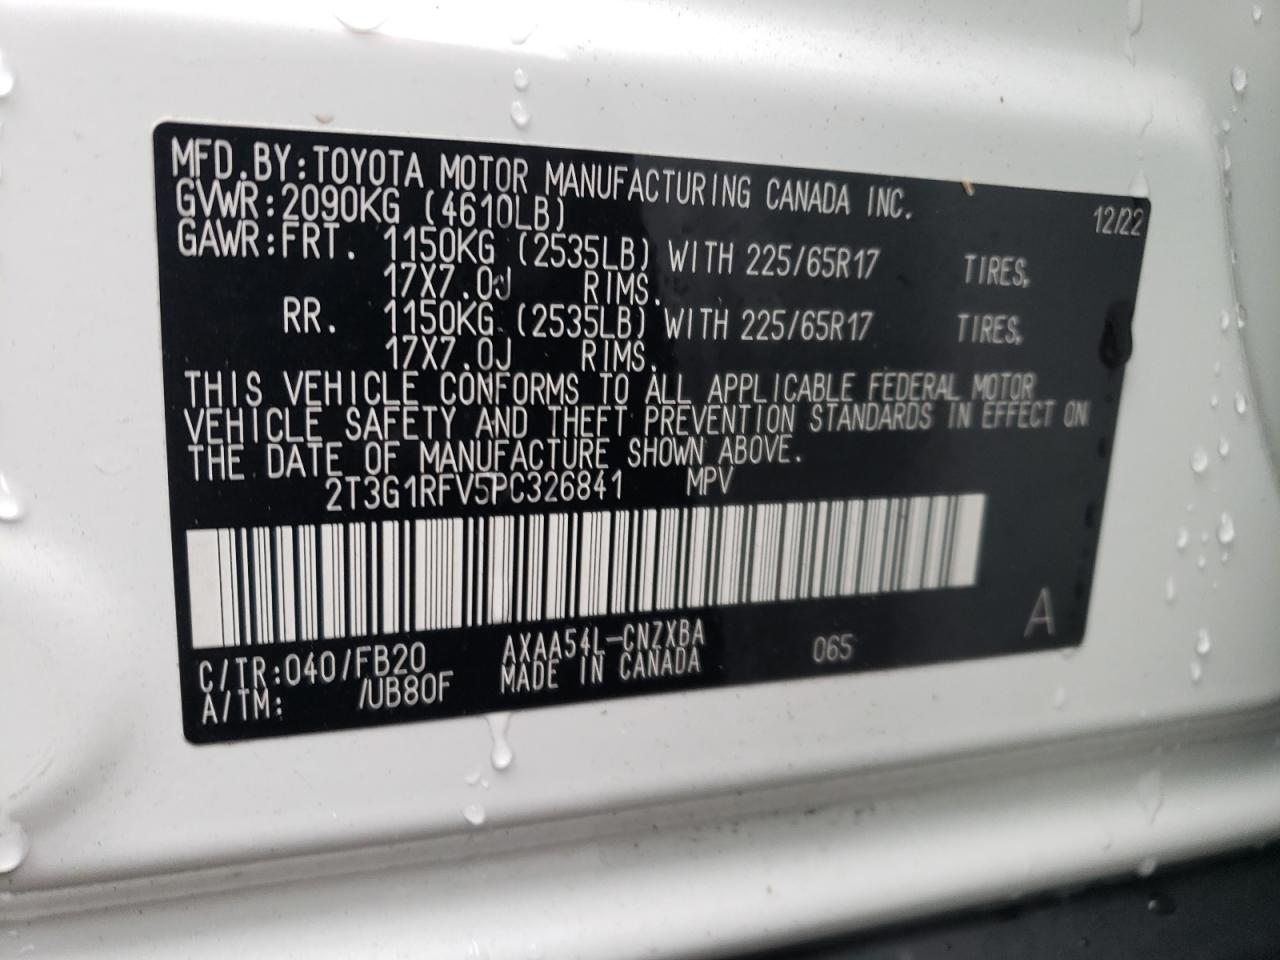 MFD.BY:TOYOTA MOTOR MANUFACTURING CANADA INC.
GVWR:2090KG (4610LB) 12/22
GAWR:FRT. 1150KG (2535LB) WITH 225/65R17 TIRES,
17X7.0J RIMS.
RR. 1150KG (2535LB) WITH 225/65R17 TIRES,
17X7.0J RIMS.
THIS VEHICLE CONFORMS TO ALL APPLICABLE FEDERAL MOTOR
VEHICLE SAFETY AND THEFT PREVENTION STANDARDS IN EFFECT ON
THE DATE OF MANUFACTURE SHOWN ABOVE.
2T3G1RFV5PC326841 MPV
A
C/TR:040/FB20 AXAA54L-CNZXBA 065
A/TM: /UB80F MADE IN CANADA